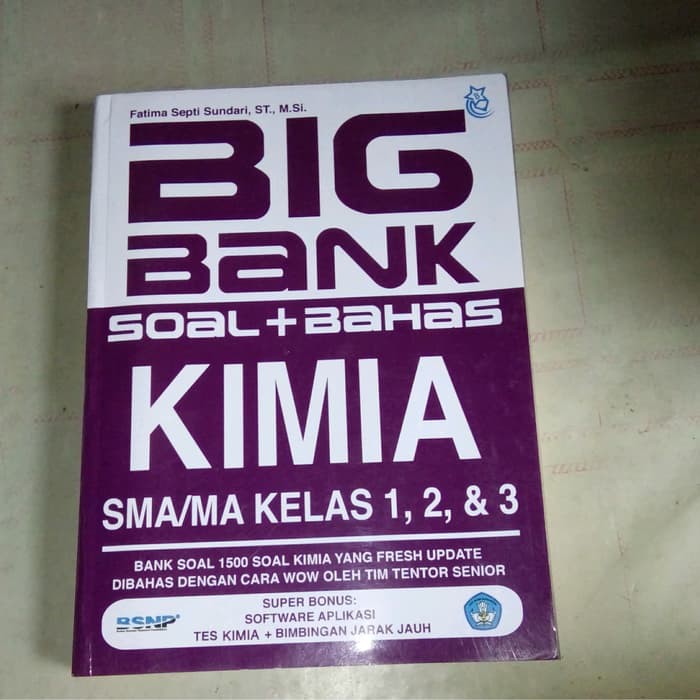 Fatima Septi Sundari, ST., M.Si.
BIG
BANK
SOAL + BAHAS
KIMIA
SMA/MA KELAS 1, 2, & 3
BANK SOAL 1500 SOAL KIMIA YANG FRESH UPDATE
DIBAHAS DENGAN CARA WOW OLEH TIM TENTOR SENIOR
BSNP
SUPER BONUS:
SOFTWARE APLIKASI
TES KIMIA + BIMBINGAN JARAK JAUH